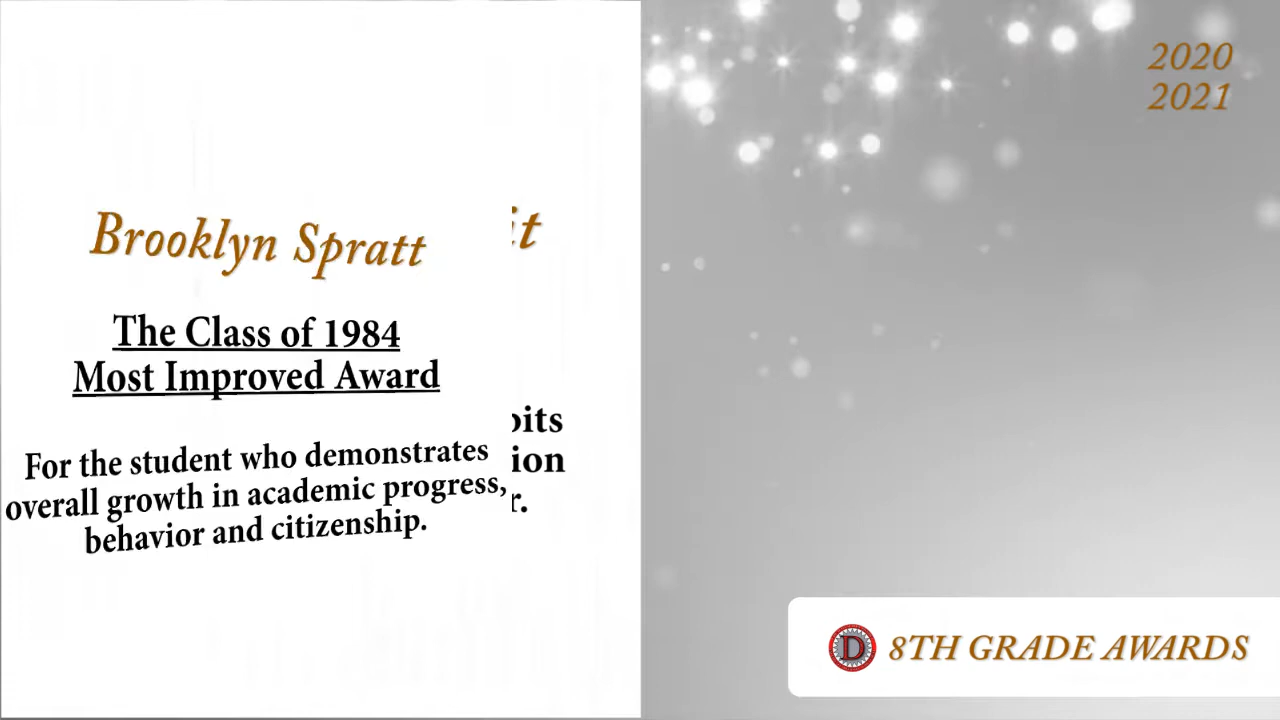 Brooklyn Spratt
The Class of 1984
Most Improved Award
For the student who demonstrates
overall growth in academic progress,
behavior and citizenship.
2020
2021
D 8TH GRADE AWARDS